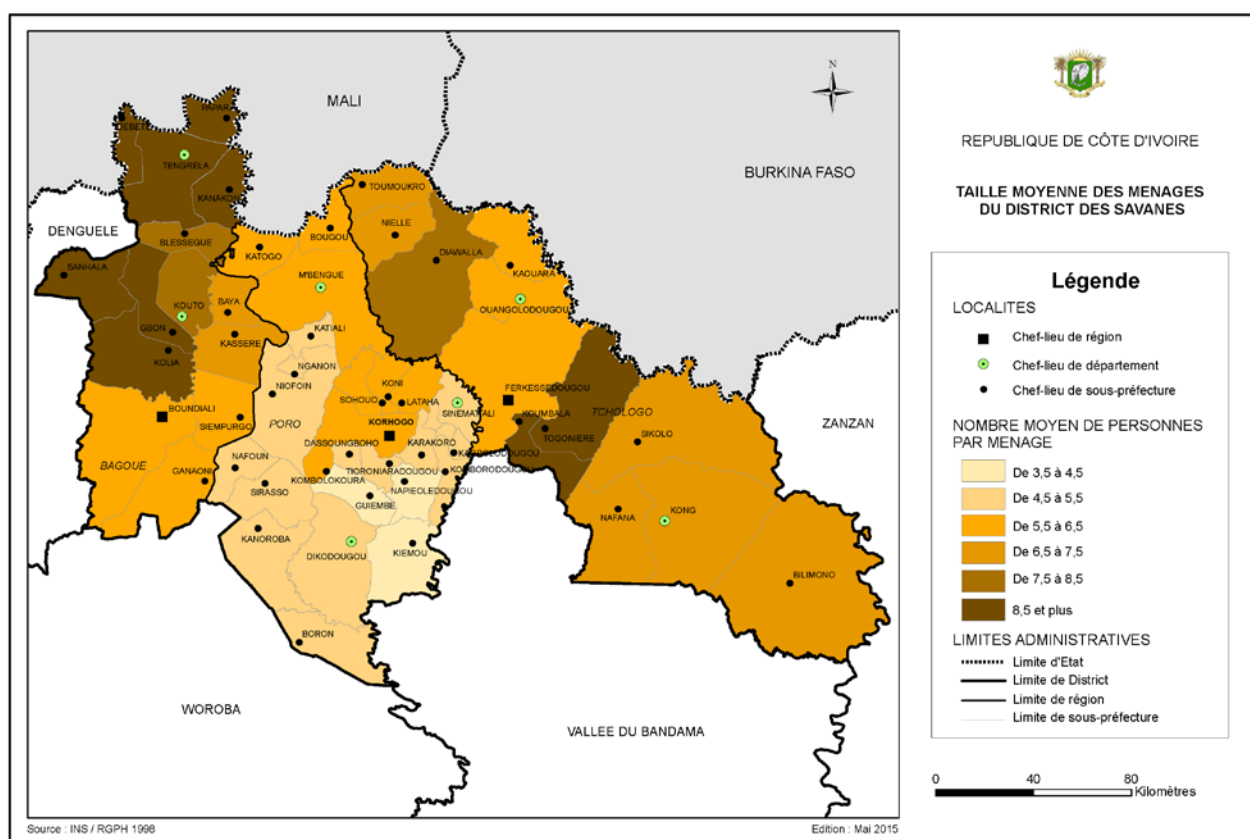 N
MALI
BURKINA FASO
DENGUELE
ZANZAN
WOROBA
VALLEE DU BANDAMA
DEBETE
PAPARA
TENGRELA
KANAKONO
BLESSEGUE
SANHALA
KOUTO
GBON
KOLIA
BAYA
KASSERE
BOUNDIALI
SIEMPURGO
BAGOUE
GANAONI
TOUMOUKRO
NIELLE
BOUGOU
KATOGO
M'BENGUE
DIAWALLA
KAOUARA
OUANGOLODOUGOU
KATIALI
NGANON
NIOFOIN
KONI
SOHOUO
LATAHA
SINEMATIALI
FERKESSEDOUGOU
KOUMBALA
TCHOLOGO
TOGONIERE
SIKOLO
PORO
KORHOGO
DASSOUNGBOHO
KARAKORO
NAFOUN
TIORONIARADOUGOU
KOMBOLOKOURA
KOMBORODOUGOU
NAPIEOLEDOUGOU
SIRASSO
GUIEMBE
KANOROBA
DIKODOUGOU
KIEMOU
NAFANA
KONG
BILIMONO
BORON
Source : INS / RGPH 1998
Edition : Mai 2015
REPUBLIQUE DE CÔTE D'IVOIRE
TAILLE MOYENNE DES MENAGES
DU DISTRICT DES SAVANES
Légende
LOCALITES
Chef-lieu de région
Chef-lieu de département
Chef-lieu de sous-préfecture
NOMBRE MOYEN DE PERSONNES
PAR MENAGE
De 3,5 à 4,5
De 4,5 à 5,5
De 5,5 à 6,5
De 6,5 à 7,5
De 7,5 à 8,5
8,5 et plus
LIMITES ADMINISTRATIVES
Limite d'Etat
Limite de District
Limite de région
Limite de sous-préfecture
0 40 80
Kilomètres